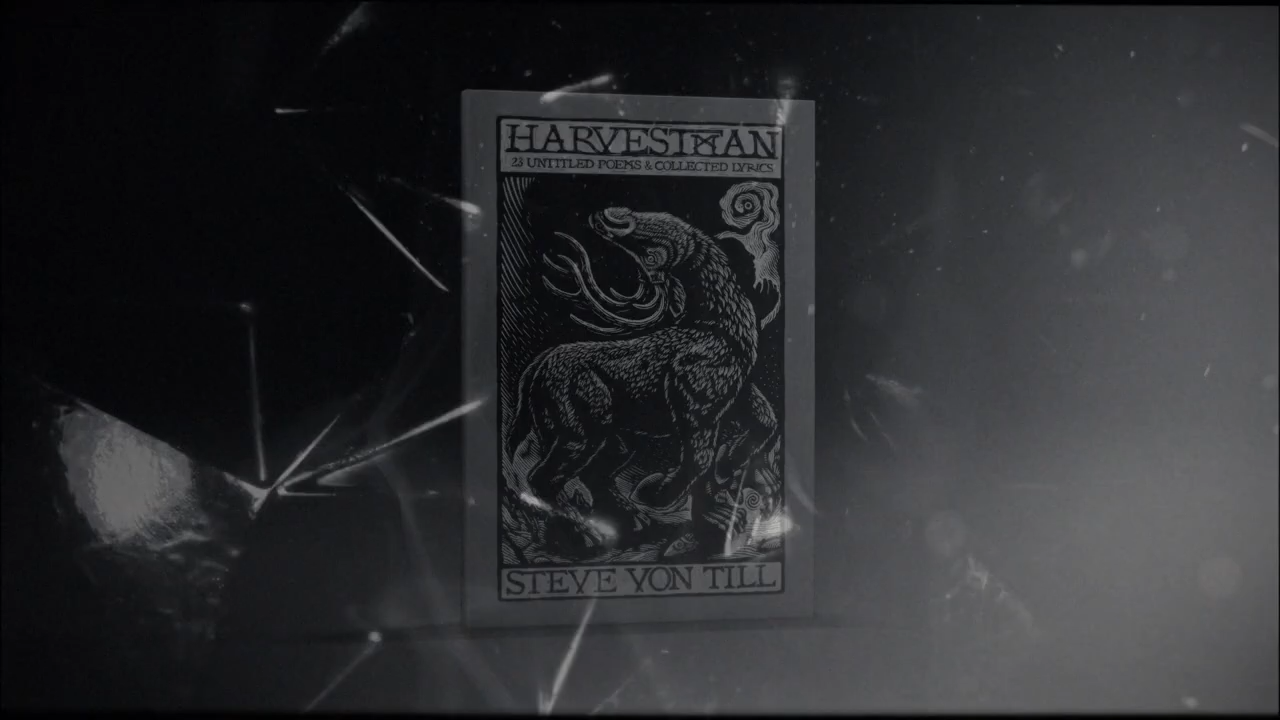 HARVESTMAN
23 UNTITLED POEMS & COLLECTED LYRICS
STEVE VON TILL